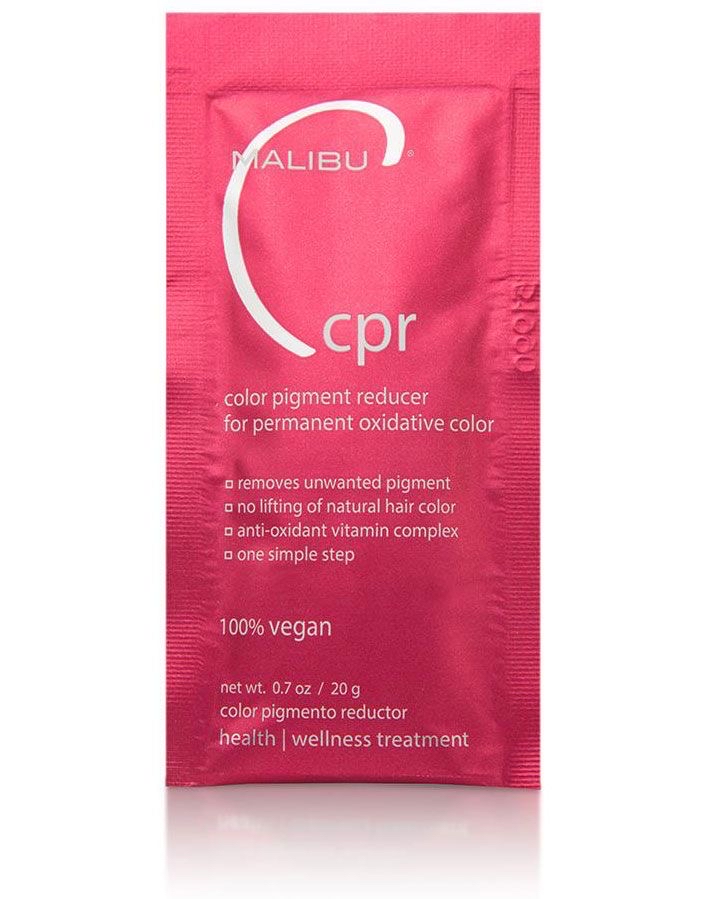 MALIBU ®
C
cpr
color pigment reducer
for permanent oxidative color
removes unwanted pigment
no lifting of natural hair color
anti-oxidant vitamin complex
one simple step
100% vegan
net wt. 0.7 oz / 20 g
color pigmento reductor
health | wellness treatment